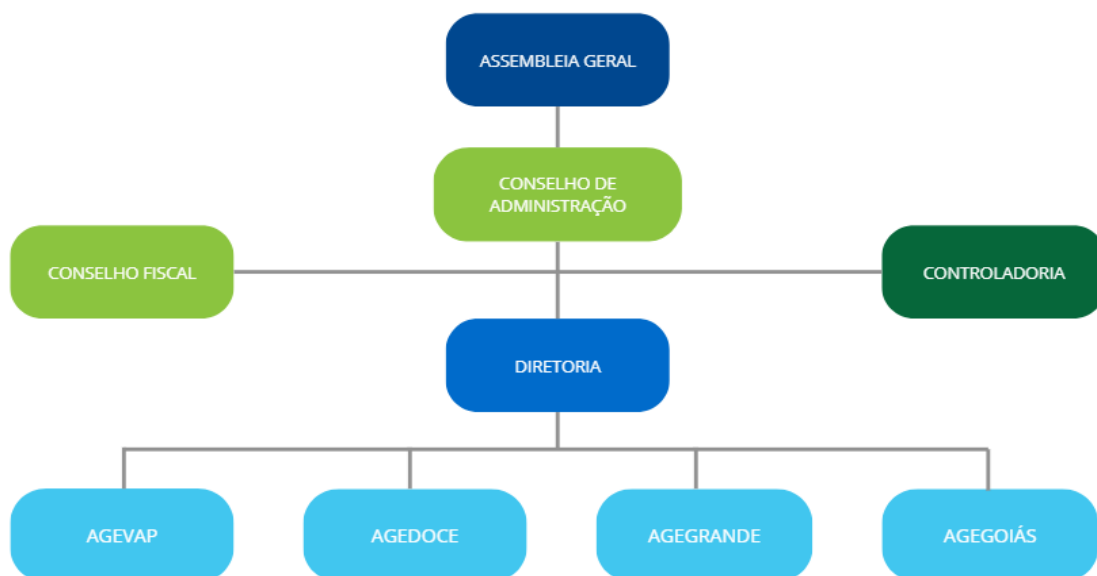 ASSEMBLEIA GERAL
CONSELHO DE
ADMINISTRAÇÃO
CONSELHO FISCAL
CONTROLADORIA
DIRETORIA
AGEVAP
AGEDOCE
AGEGRANDE
AGEGOIÁS